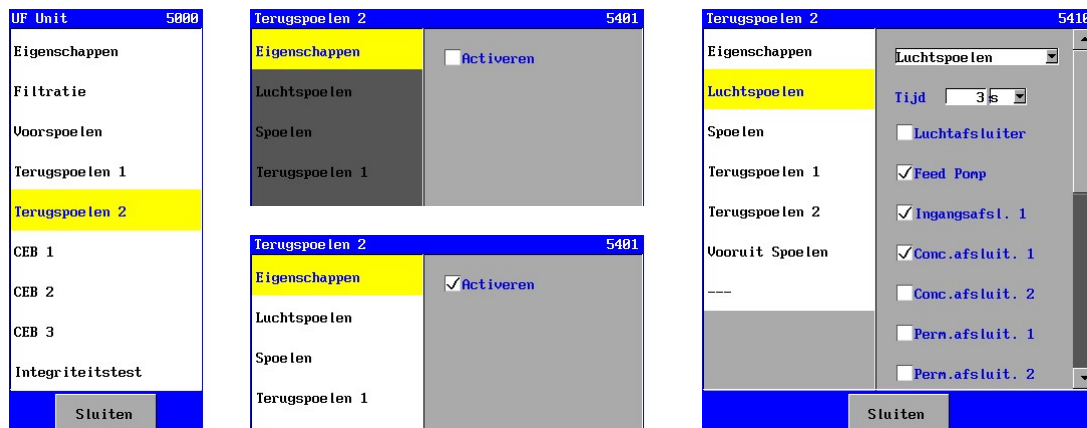 UF Unit 5000
Eigenschappen
Filtratie
Voorspoelen
Terugspoelen 1
Terugspoelen 2
CEB 1
CEB 2
CEB 3
Integriteitstest
Sluiten
Terugspoelen 2 5401
Eigenschappen
Luchtspoelen
Spoelen
Terugspoelen 1
Activeren
Terugspoelen 2 5401
Eigenschappen
Luchtspoelen
Spoelen
Terugspoelen 1
Activeren
Terugspoelen 2 5410
Eigenschappen
Luchtspoelen
Spoelen
Terugspoelen 1
Terugspoelen 2
Vooruit Spoelen
---
Luchtspoelen
Tijd 3 s
Luchtafsluiter
Feed Pomp
Ingangsafsl. 1
Conc.afsluit. 1
Conc.afsluit. 2
Perm.afsluit. 1
Perm.afsluit. 2
Sluiten